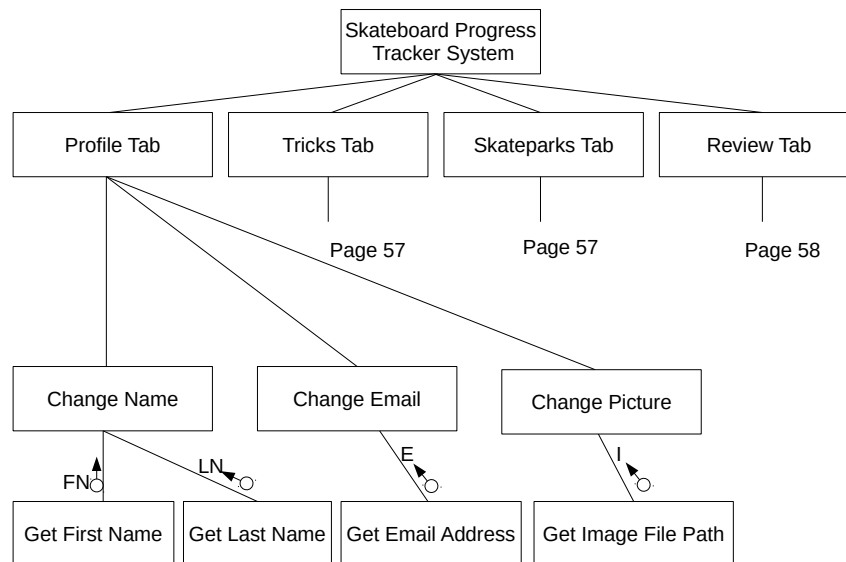 Skateboard Progress
Tracker System
Profile Tab
Tricks Tab
Skateparks Tab
Review Tab
Page 57
Page 57
Page 58
Change Name
Change Email
Change Picture
FN
LN
E
I
Get First Name
Get Last Name
Get Email Address
Get Image File Path